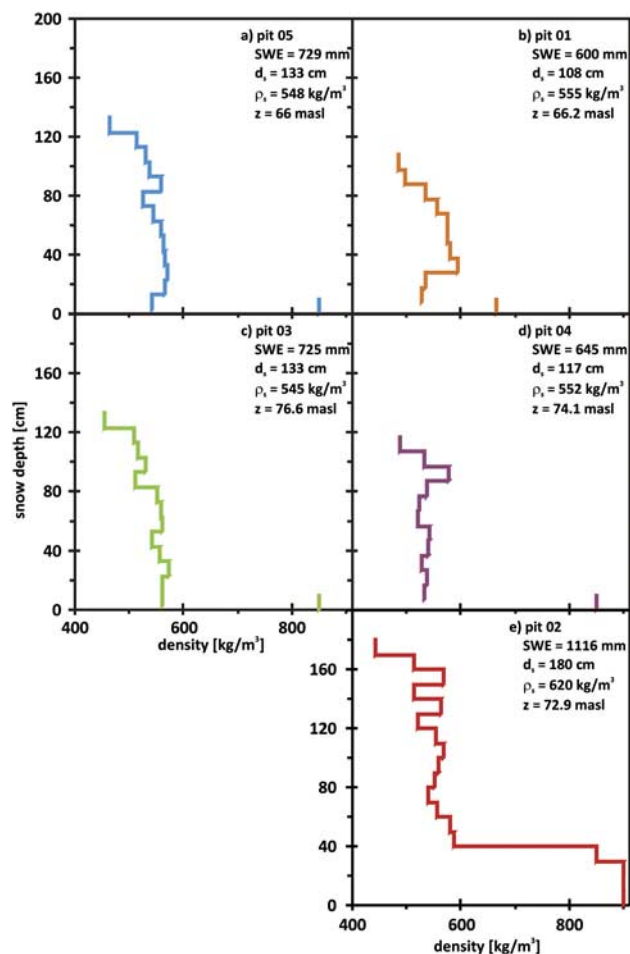 200
a) pit 05
SWE = 729 mm
dₛ = 133 cm
ρₛ = 548 kg/m³
z = 66 masl
b) pit 01
SWE = 600 mm
dₛ = 108 cm
ρₛ = 555 kg/m³
z = 66.2 masl
160
120
80
40
0
c) pit 03
SWE = 725 mm
dₛ = 133 cm
ρₛ = 545 kg/m³
z = 76.6 masl
d) pit 04
SWE = 645 mm
dₛ = 117 cm
ρₛ = 552 kg/m³
z = 74.1 masl
160
120
80
40
0
snow depth [cm]
400 600 800
density [kg/m³]
e) pit 02
SWE = 1116 mm
dₛ = 180 cm
ρₛ = 620 kg/m³
z = 72.9 masl
160
120
80
40
0
400 600 800
density [kg/m³]